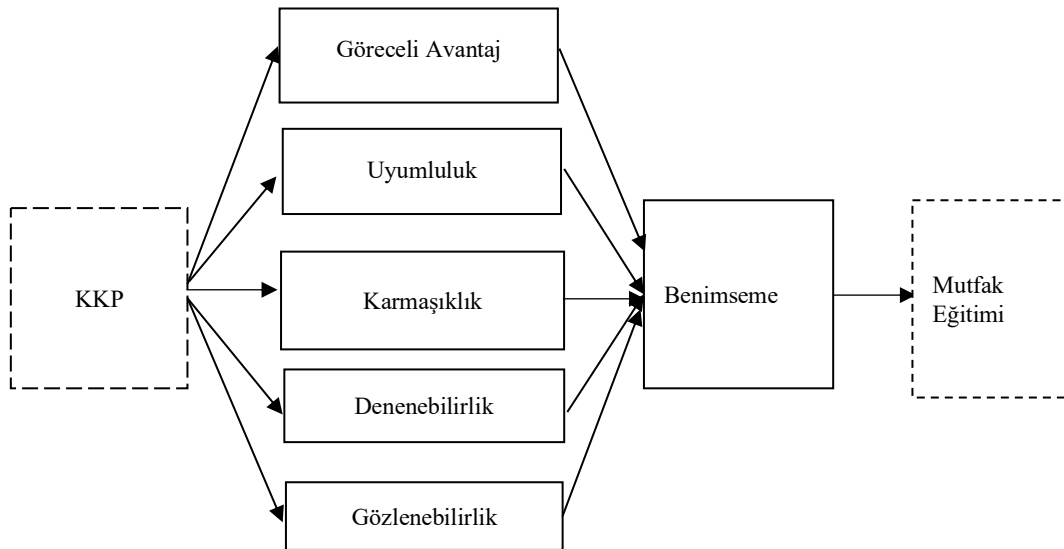 Göreceli Avantaj
Uyumluluk
KKP
Karmaşıklık
Benimseme
Mutfak
Eğitimi
Denenebilirlik
Gözlenebilirlik